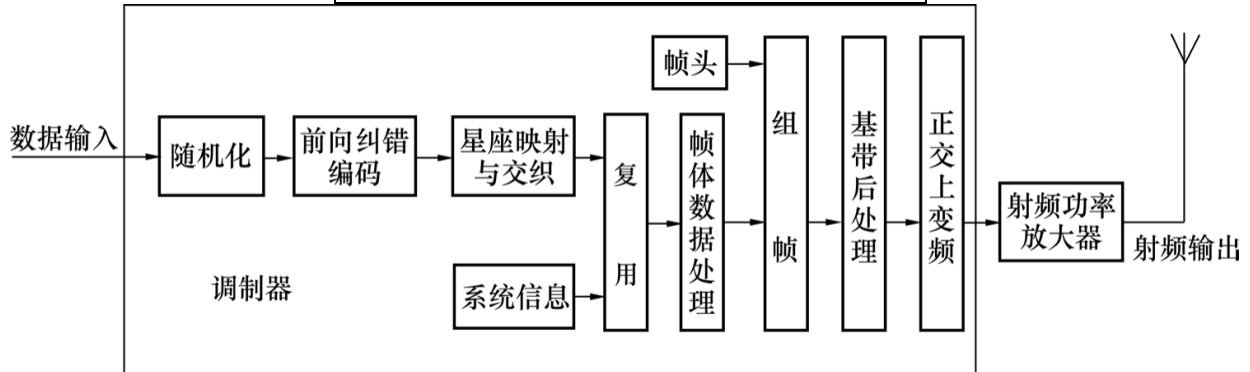 数据输入
随机化
前向纠错
编码
星座映射
与交织
系统信息
调制器
复用
帧体数据处理
帧头
组帧
基带后处理
正交上变频
射频功率
放大器
射频输出